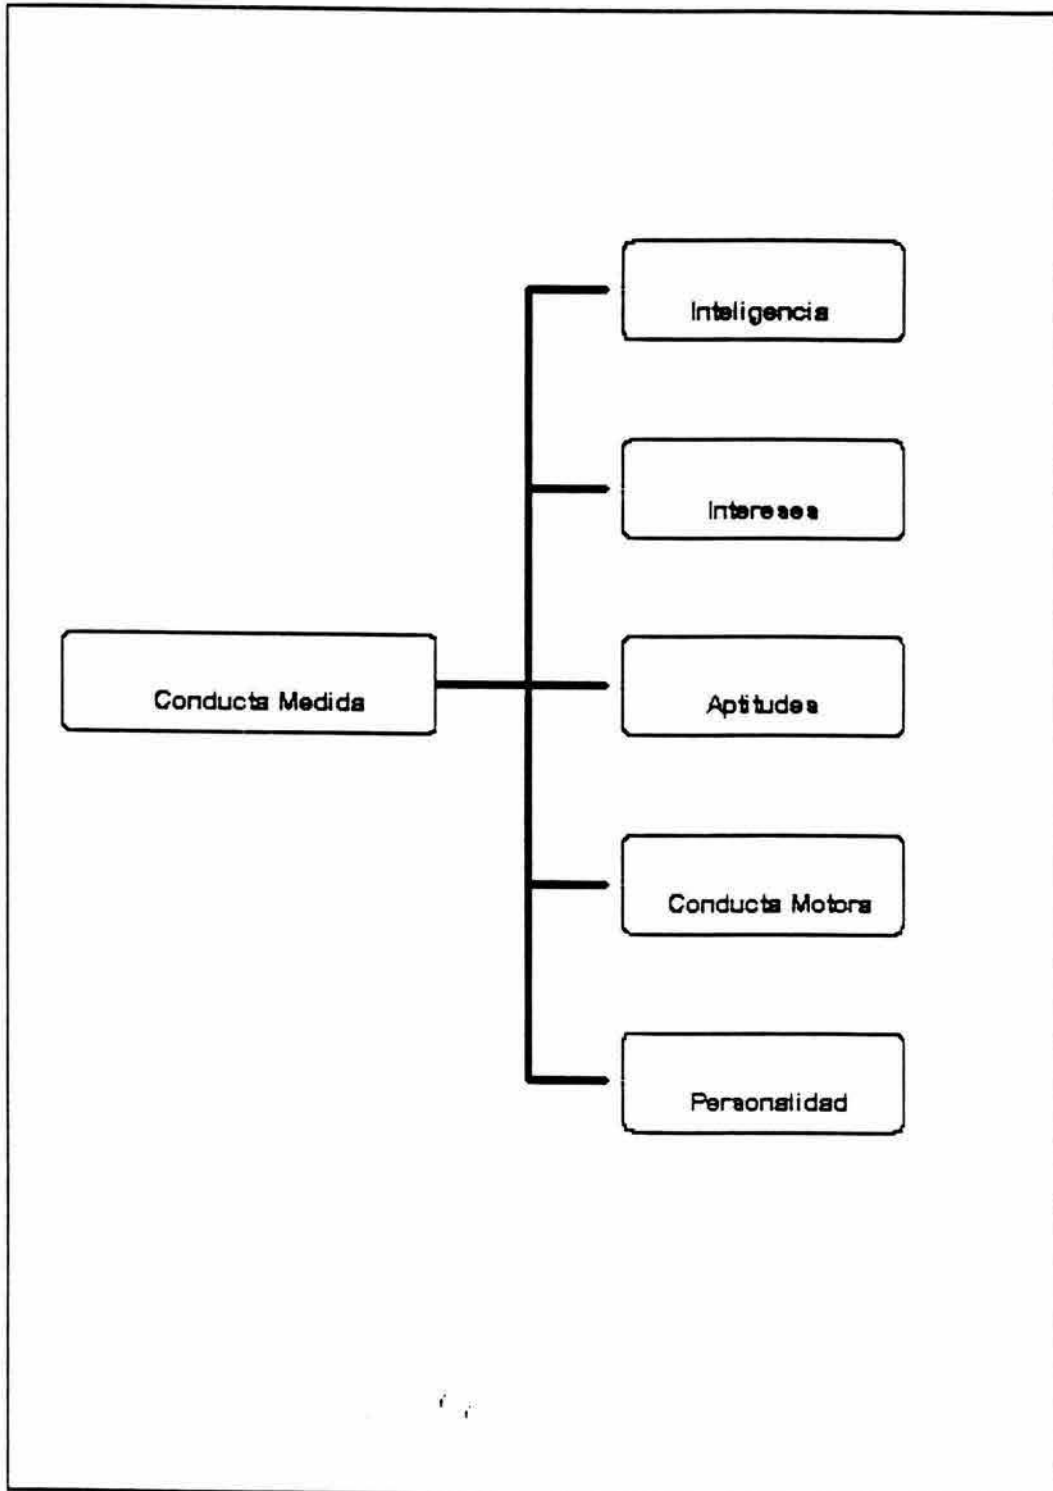 Inteligencia
Intereses
Conducta Medida
Aptitudes
Conducta Motora
Personalidad